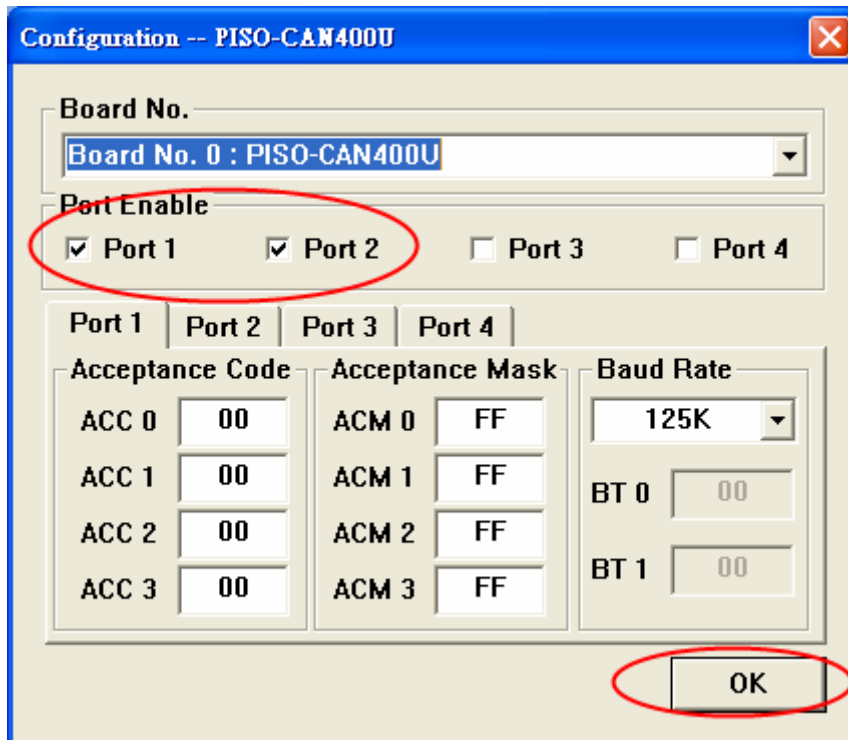 Configuration -- PISO-CAN400U
Board No.
Board No. 0 : PISO-CAN400U
Port Enable
Port 1 Port 2 Port 3 Port 4
Port 1 Port 2 Port 3 Port 4
Acceptance Code Acceptance Mask Baud Rate
ACC 0 00 ACM 0 FF 125K
ACC 1 00 ACM 1 FF BT 0 00
ACC 2 00 ACM 2 FF BT 1 00
ACC 3 00 ACM 3 FF
OK